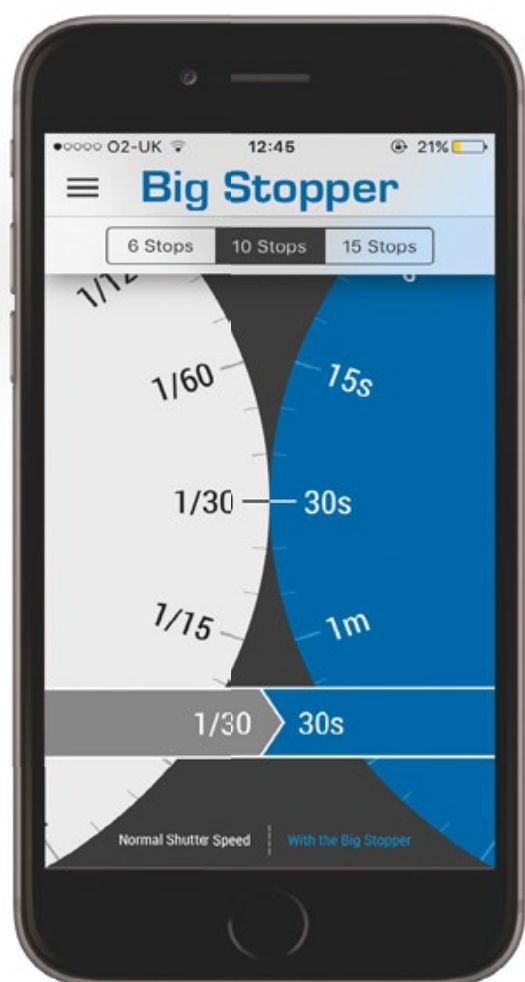 O2-UK 12:45 21%
Big Stopper
6 Stops 10 Stops 15 Stops
1/60 15s
1/30 30s
1/15 1m
1/30 30s
Normal Shutter Speed With the Big Stopper